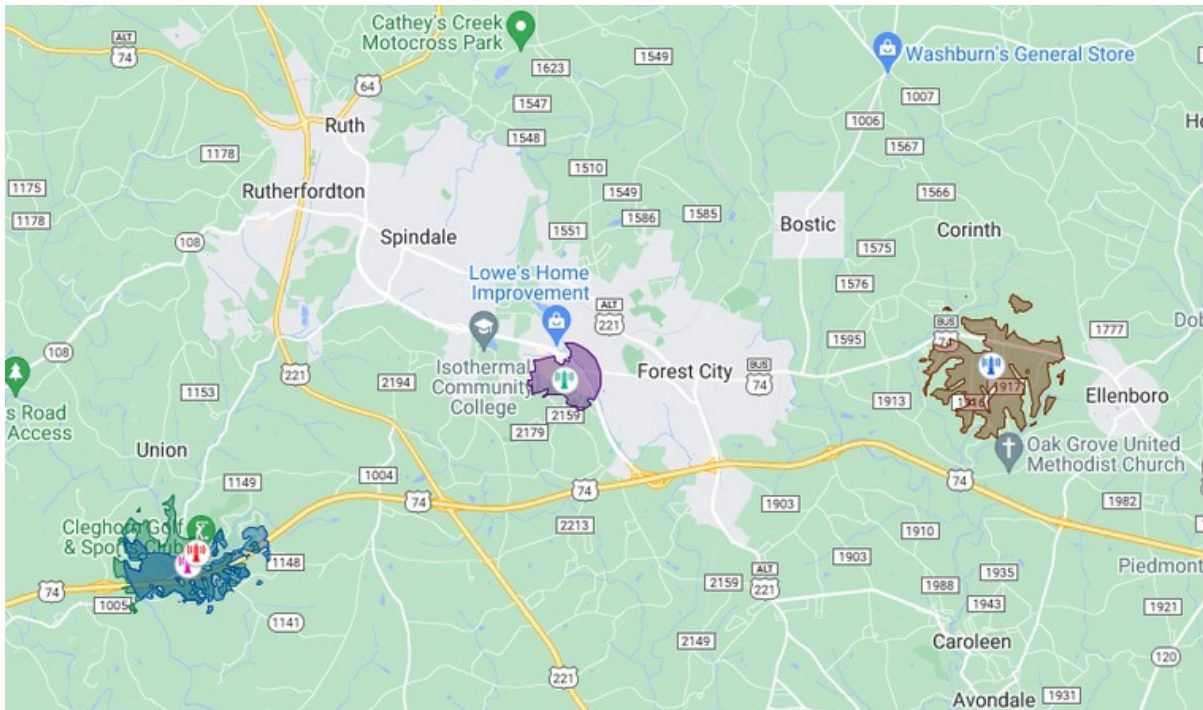 Cathey's Creek
Motocross Park
ALT
74
64
1623
1549
Washburn's General Store
1007
1547
1006
Ruth
1548
1567
1178
1510
1175
Rutherfordton
1549
1566
1178
1586
1585
Bostic
Corinth
108
Spindale
1551
1575
Lowe's Home
Improvement
1576
ALT
221
BUS
74
1777
1595
108
Isothermal
Community
College
Forest City
BUS
74
221
2194
1153
1917
Ellenboro
s Road
Access
2159
1913
2179
Union
Oak Grove United
Methodist Church
1004
1149
74
74
74
1903
1982
Cleghorn Golf
& Sports Club
2213
1910
1148
1903
Piedmont
74
1005
2159
ALT
221
1988
1935
1943
1921
1141
2149
Caroleen
120
221
Avondale
1931